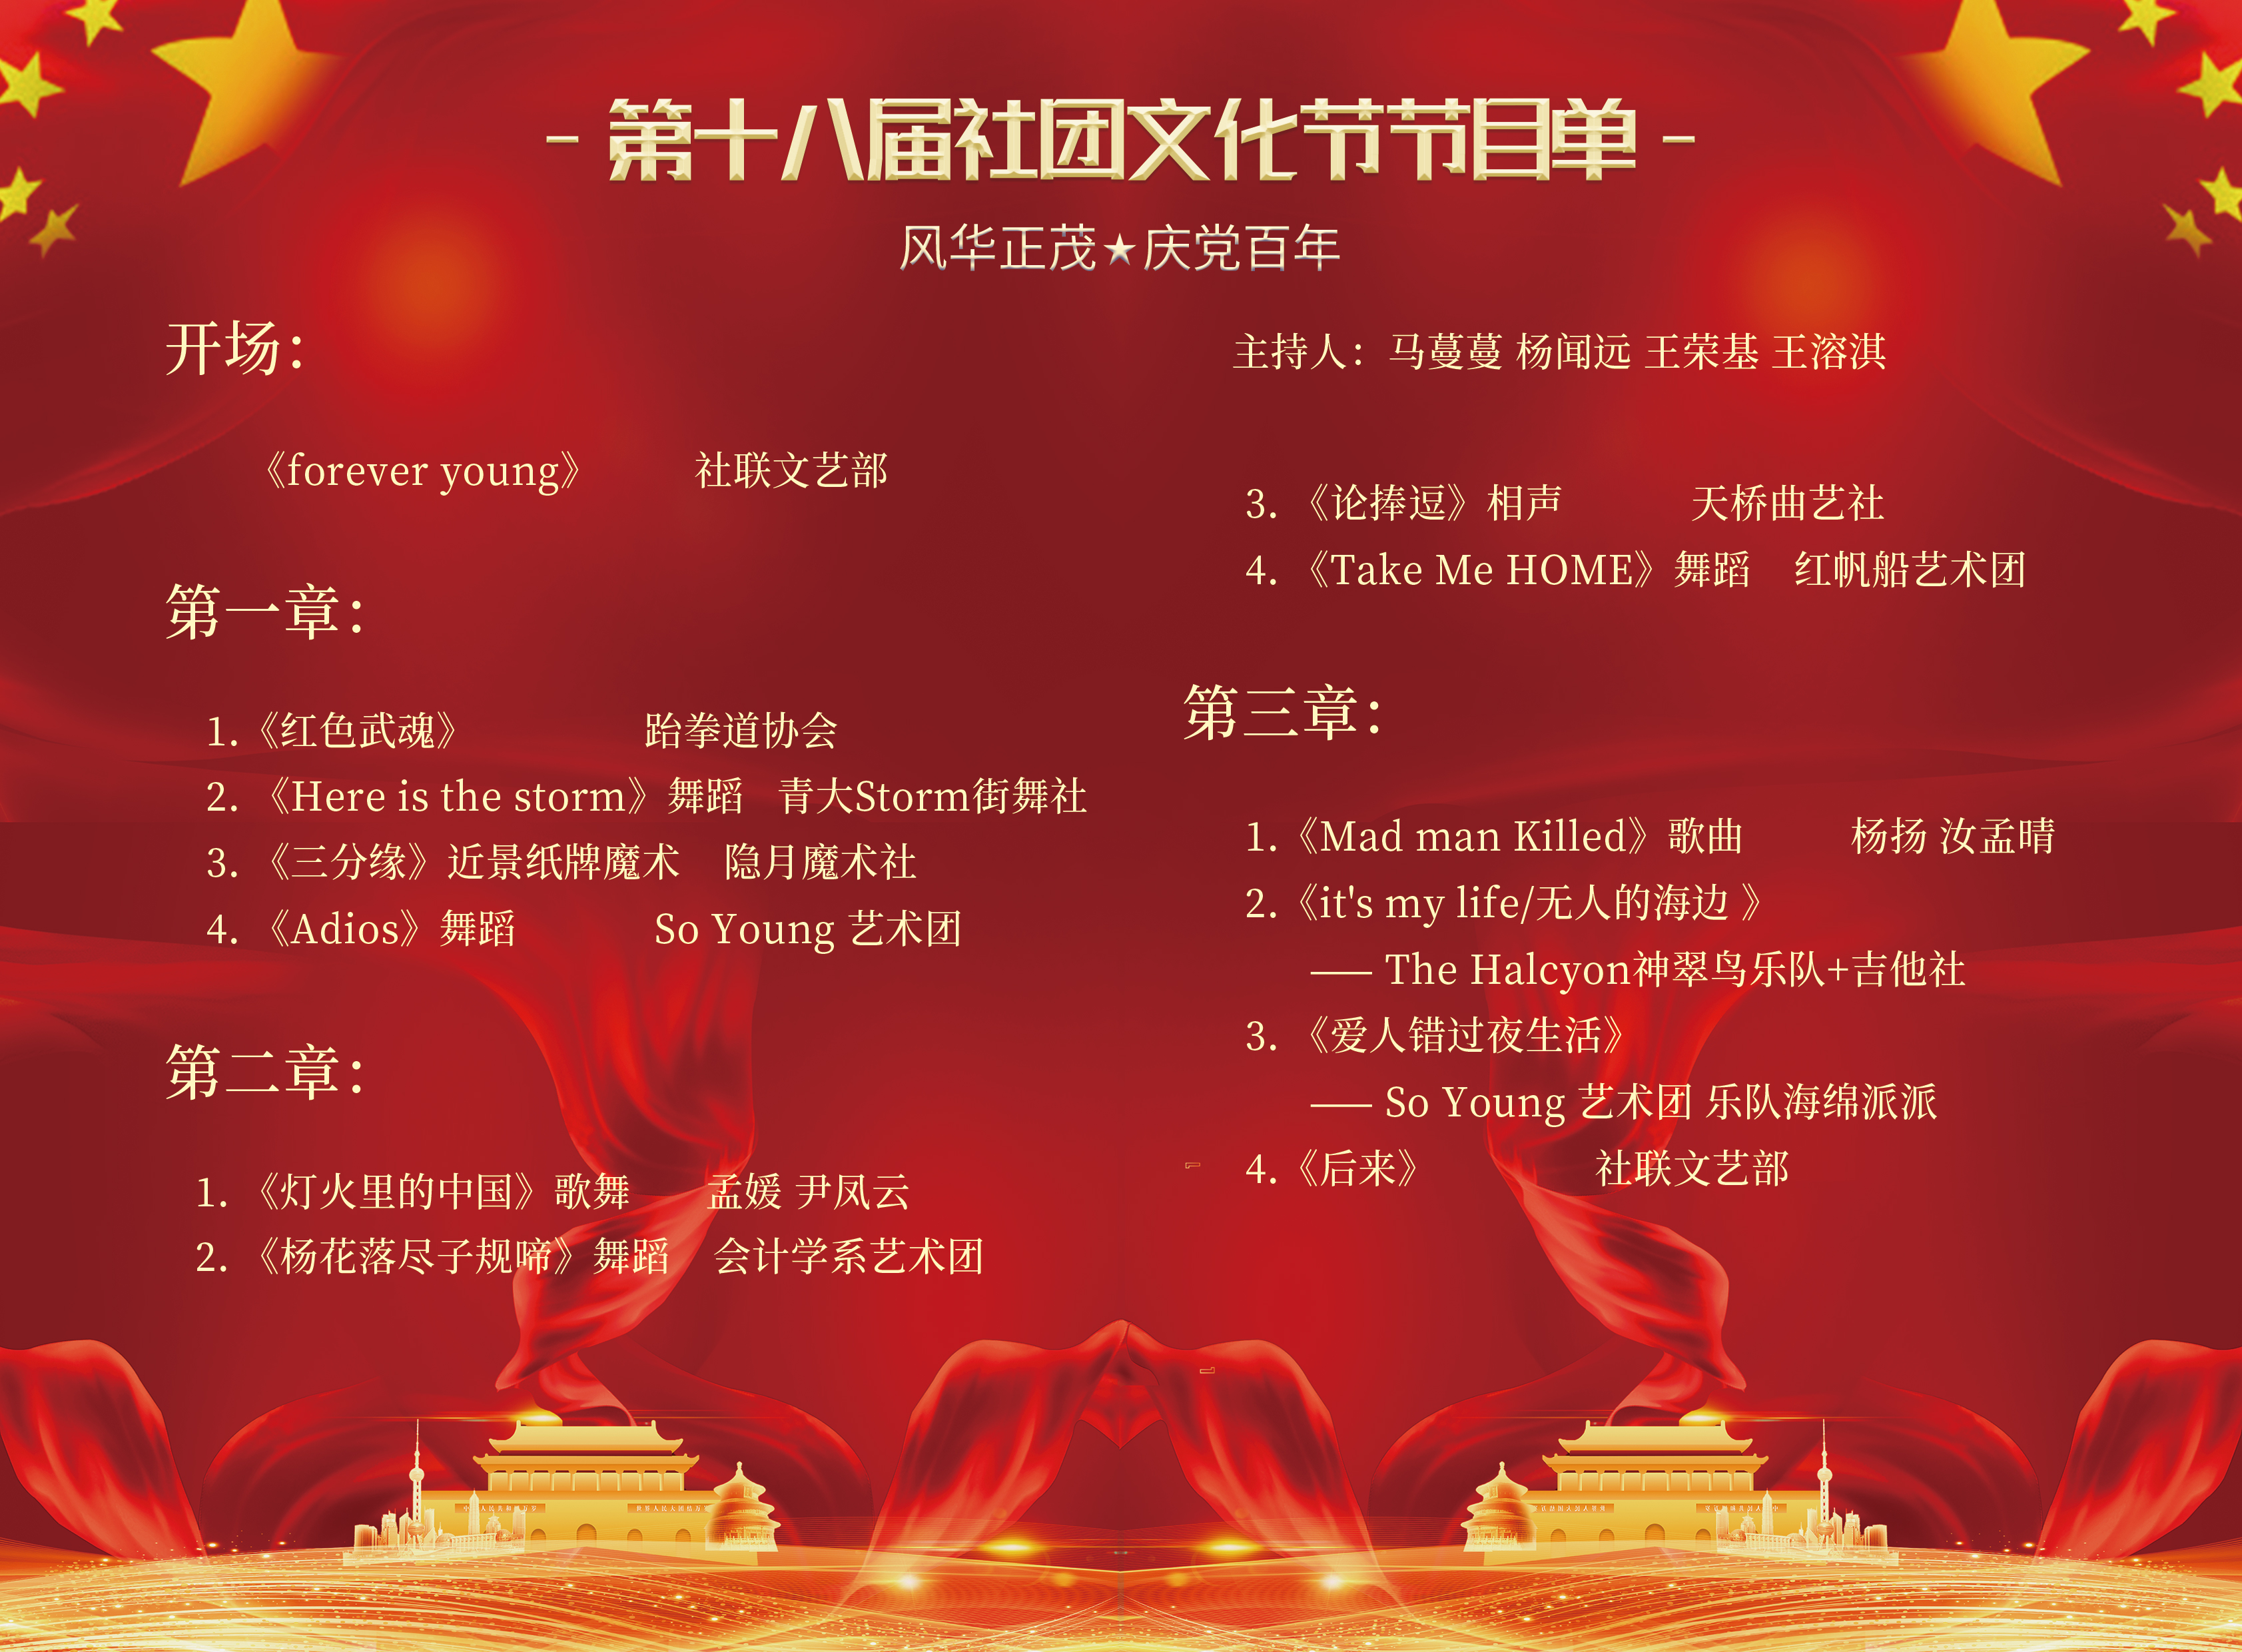 - 第十八届社团文化节节目单 -
风华正茂★庆党百年
开场：
《forever young》 社联文艺部
第一章：
1.《红色武魂》 跆拳道协会
2. 《Here is the storm》舞蹈 青大Storm街舞社
3. 《三分缘》近景纸牌魔术 隐月魔术社
4. 《Adios》舞蹈 So Young 艺术团
第二章：
1. 《灯火里的中国》歌舞 孟媛 尹凤云
2. 《杨花落尽子规啼》舞蹈 会计学系艺术团
主持人：马蔓蔓 杨闻远 王荣基 王溶淇
3. 《论捧逗》相声 天桥曲艺社
4. 《Take Me HOME》舞蹈 红帆船艺术团
第三章：
1.《Mad man Killed》歌曲 杨扬 汝孟晴
2.《it's my life/无人的海边 》
—— The Halcyon神翠鸟乐队+吉他社
3. 《爱人错过夜生活》
—— So Young 艺术团 乐队海绵派派
4.《后来》 社联文艺部